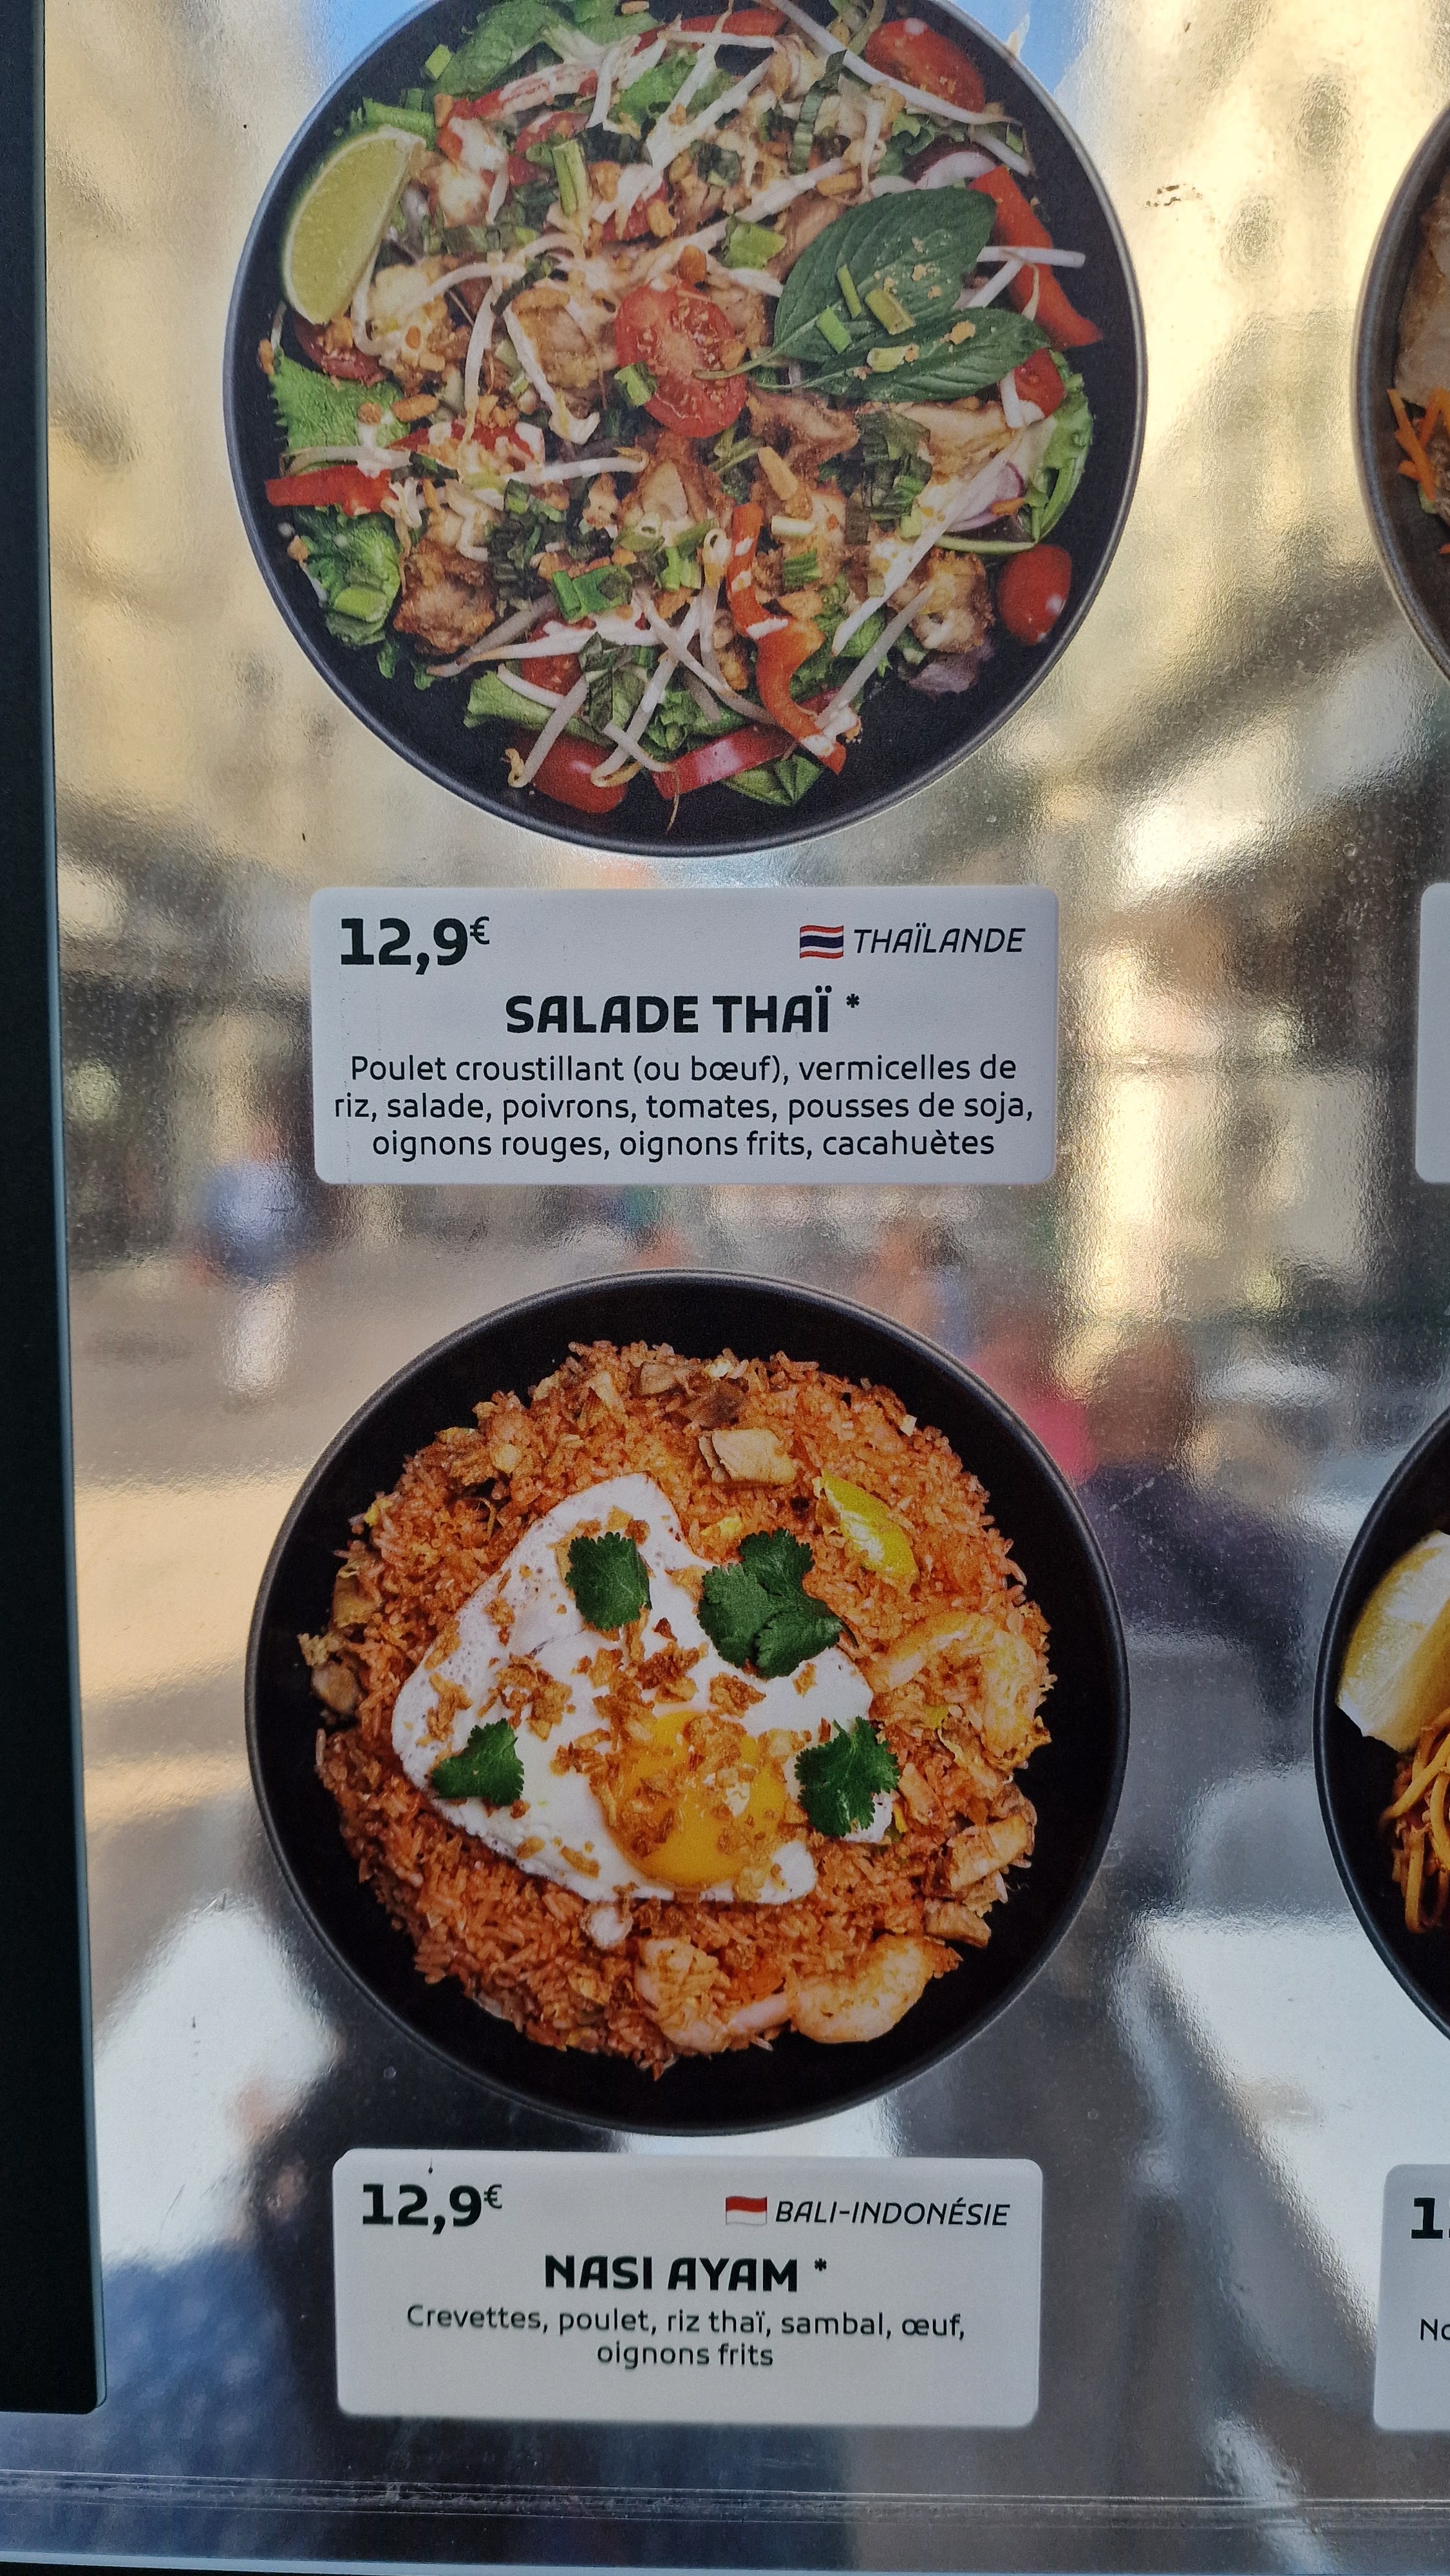 12,9€
THAÏLANDE
SALADE THAÏ *
Poulet croustillant (ou bœuf), vermicelles de
riz, salade, poivrons, tomates, pousses de soja,
oignons rouges, oignons frits, cacahuètes
12,9€
BALI-INDONÉSIE
NASI AYAM *
Crevettes, poulet, riz thaï, sambal, œuf,
oignons frits